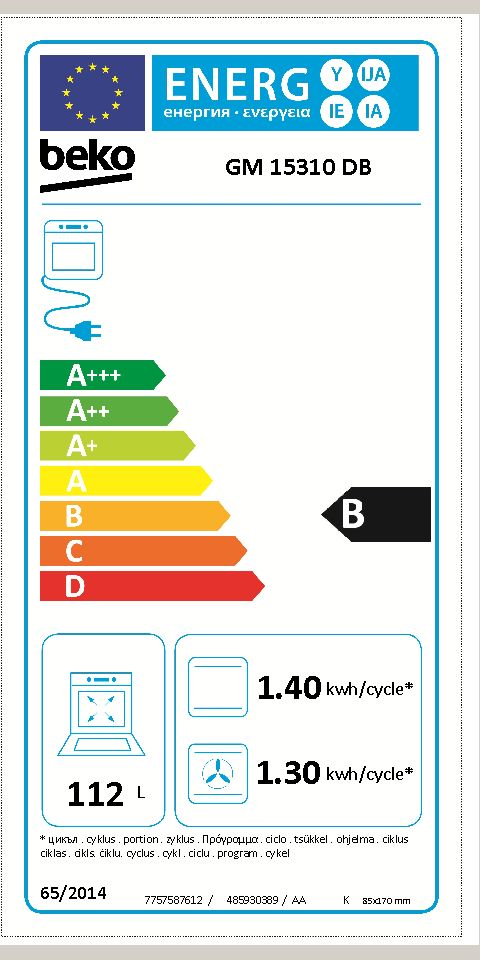 ENERG
енергия · ενεργεια
Y IJA
IE IA
beko
GM 15310 DB
A+++
A++
A+
A
B
B
C
D
112 L
1.40 kwh/cycle*
1.30 kwh/cycle*
* цикъл . cyklus . portion . zyklus . Πρόγραμμα . ciclo . tsükkel . ohjelma . ciklus
ciklas . cikls. ċiklu. cyclus . cykl . ciclu . program . cykel
65/2014
7757587612 / 485930389 / AA K 85x170 mm